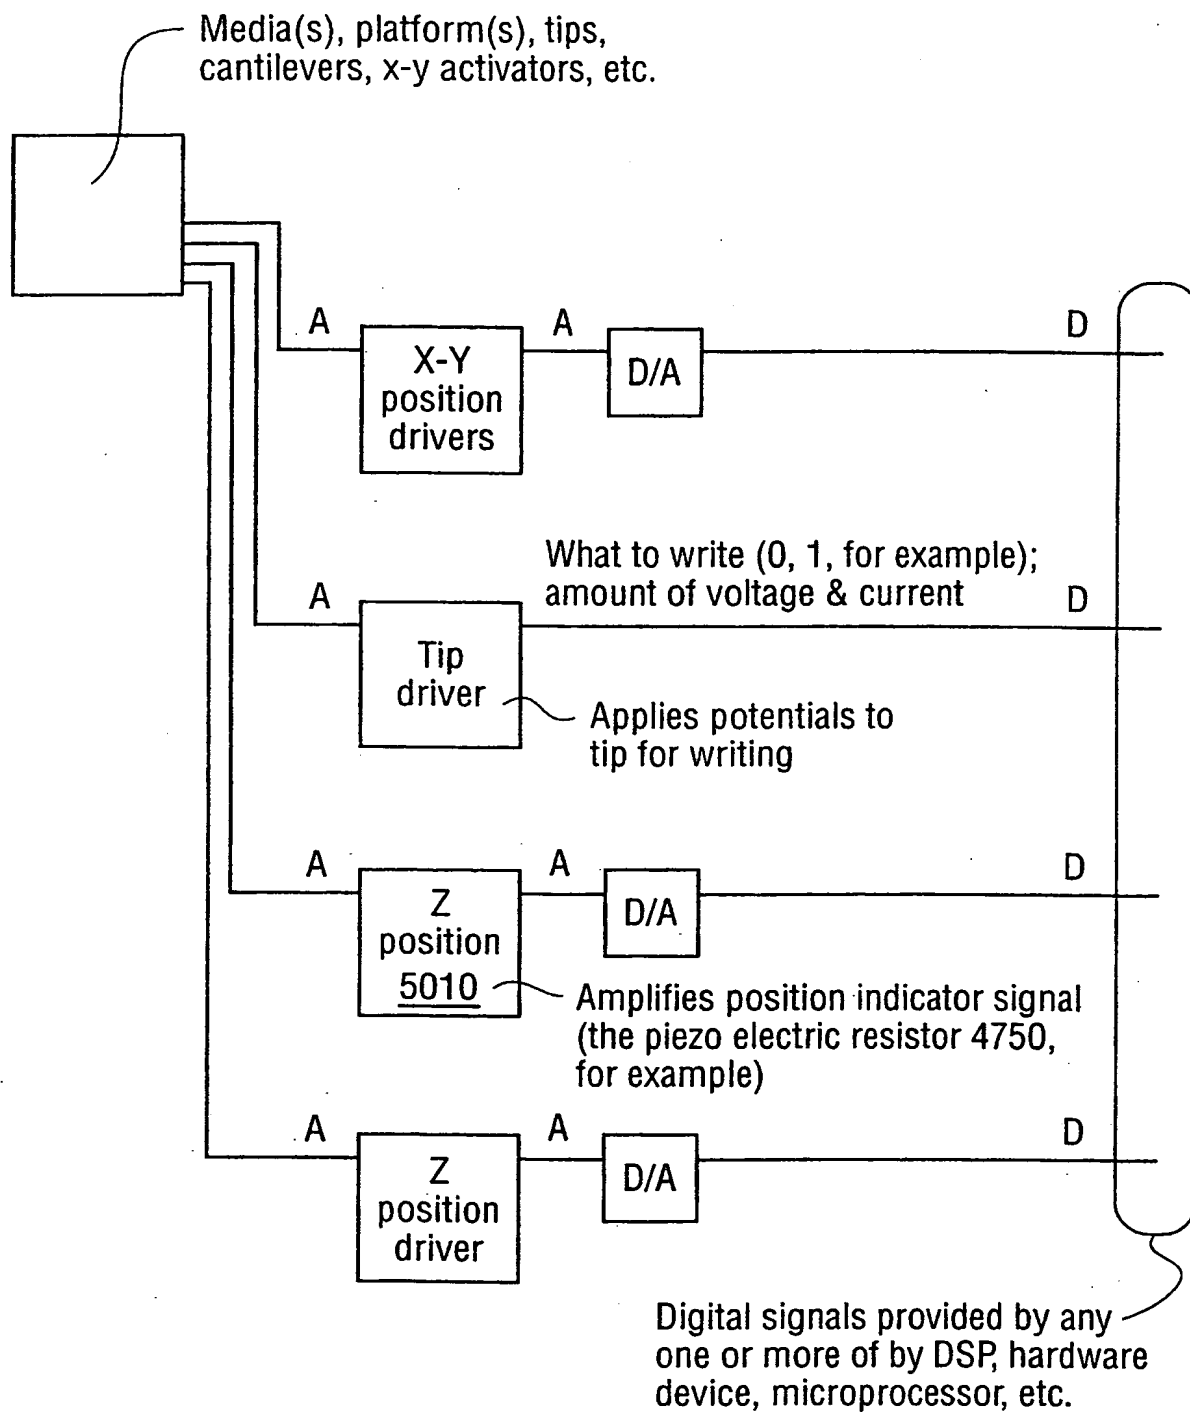 Media(s), platform(s), tips,
cantilevers, x-y activators, etc.
A
X-Y
position
drivers
A
D/A
D
What to write (0, 1, for example);
amount of voltage & current
A
D
Tip
driver
Applies potentials to
tip for writing
A
Z
position
5010
A
D/A
D
Amplifies position indicator signal
(the piezo electric resistor 4750,
for example)
A
Z
position
driver
A
D/A
D
Digital signals provided by any
one or more of by DSP, hardware
device, microprocessor, etc.